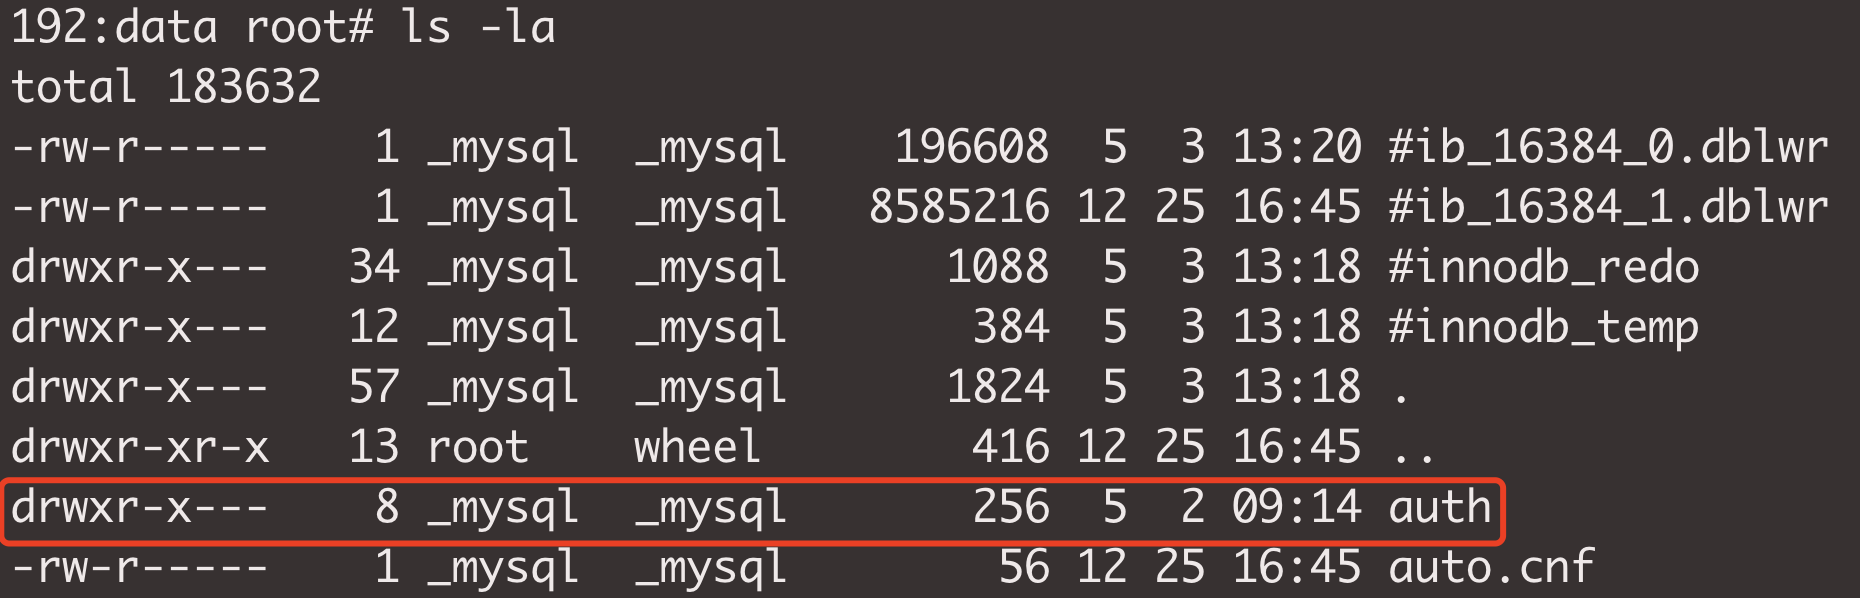 192:data root# ls -la
total 183632
-rw-r-----    1 _mysql  _mysql    196608  5  3 13:20 #ib_16384_0.dblwr
-rw-r-----    1 _mysql  _mysql   8585216 12 25 16:45 #ib_16384_1.dblwr
drwxr-x---   34 _mysql  _mysql      1088  5  3 13:18 #innodb_redo
drwxr-x---   12 _mysql  _mysql       384  5  3 13:18 #innodb_temp
drwxr-x---   57 _mysql  _mysql      1824  5  3 13:18 .
drwxr-xr-x   13 root    wheel        416 12 25 16:45 ..
drwxr-x---    8 _mysql  _mysql       256  5  2 09:14 auth
-rw-r-----    1 _mysql  _mysql        56 12 25 16:45 auto.cnf